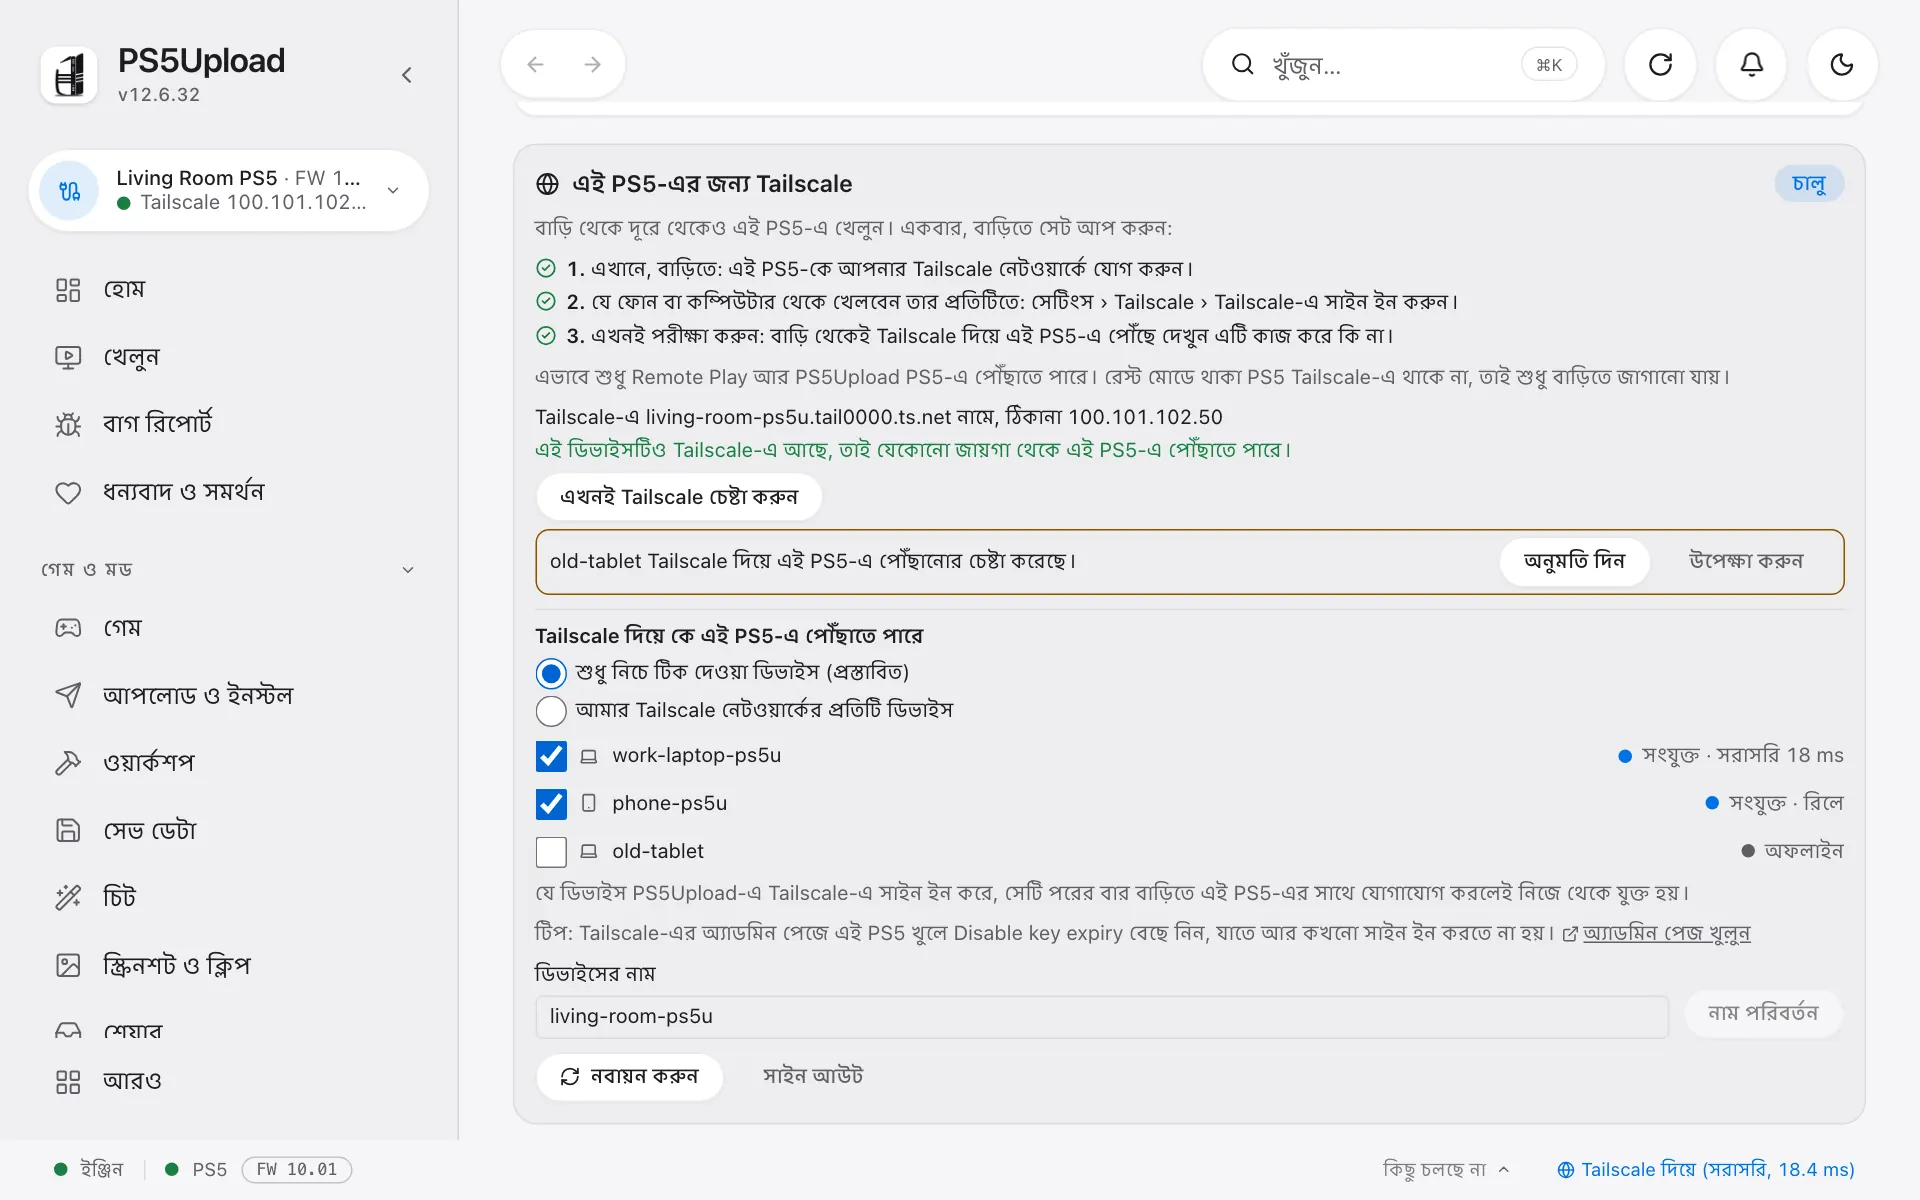 PS5Upload
v12.6.32
Living Room PS5 · FW 1...
Tailscale 100.101.102...
হোম
খেলুন
বাগ রিপোর্ট
ধন্যবাদ ও সমর্থন
গেম ও মড
গেম
আপলোড ও ইনস্টল
ওয়ার্কশপ
সেভ ডেটা
চিট
স্ক্রিনশট ও ক্লিপ
শেয়ার
আরও
খুঁজুন...
⌘K
এই PS5-এর জন্য Tailscale
চালু
বাড়ি থেকে দূরে থেকেও এই PS5-এ খেলুন। একবার, বাড়িতে সেট আপ করুন:
1. এখানে, বাড়িতে: এই PS5-কে আপনার Tailscale নেটওয়ার্কে যোগ করুন।
2. যে ফোন বা কম্পিউটার থেকে খেলবেন তার প্রতিটিতে: সেটিংস › Tailscale › Tailscale-এ সাইন ইন করুন।
3. এখনই পরীক্ষা করুন: বাড়ি থেকেই Tailscale দিয়ে এই PS5-এ পৌঁছে দেখুন এটি কাজ করে কি না।
এভাবে শুধু Remote Play আর PS5Upload PS5-এ পৌঁছাতে পারে। রেস্ট মোডে থাকা PS5 Tailscale-এ থাকে না, তাই শুধু বাড়িতে জাগানো যায়।
Tailscale-এ living-room-ps5u.tail0000.ts.net নামে, ঠিকানা 100.101.102.50
এই ডিভাইসটিও Tailscale-এ আছে, তাই যেকোনো জায়গা থেকে এই PS5-এ পৌঁছাতে পারে।
এখনই Tailscale চেষ্টা করুন
old-tablet Tailscale দিয়ে এই PS5-এ পৌঁছানোর চেষ্টা করেছে।
অনুমতি দিন
উপেক্ষা করুন
Tailscale দিয়ে কে এই PS5-এ পৌঁছাতে পারে
শুধু নিচে টিক দেওয়া ডিভাইস (প্রস্তাবিত)
আমার Tailscale নেটওয়ার্কের প্রতিটি ডিভাইস
work-laptop-ps5u
সংযুক্ত · সরাসরি 18 ms
phone-ps5u
সংযুক্ত · রিলে
old-tablet
অফলাইন
যে ডিভাইস PS5Upload-এ Tailscale-এ সাইন ইন করে, সেটি পরের বার বাড়িতে এই PS5-এর সাথে যোগাযোগ করলেই নিজে থেকে যুক্ত হয়।
টিপ: Tailscale-এর অ্যাডমিন পেজে এই PS5 খুলে Disable key expiry বেছে নিন, যাতে আর কখনো সাইন ইন করতে না হয়। অ্যাডমিন পেজ খুলুন
ডিভাইসের নাম
living-room-ps5u
নাম পরিবর্তন
নবায়ন করুন
সাইন আউট
ইঞ্জিন
PS5
FW 10.01
কিছু চলছে না
Tailscale দিয়ে (সরাসরি, 18.4 ms)